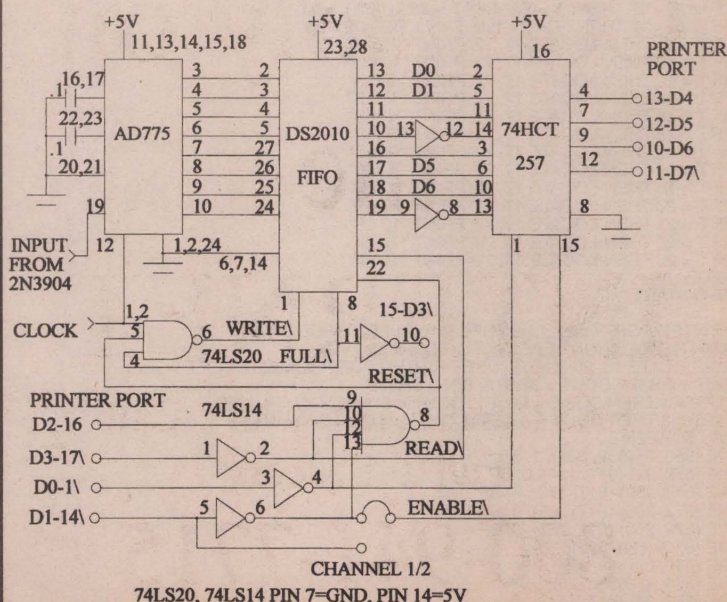 +5V +5V +5V
11,13,14,15,18 23,28 16
PRINTER
PORT
.1 16,17 3 2 13 D0 2
4 3 12 D1 5 4 13-D4
22,23 5 4 11 11 7
AD775 6 5 DS2010 10 13 12 14 74HCT 12-D5
.1 7 27 16 3 257 9 10-D6
20,21 8 26 FIFO 17 D5 6 12
9 25 18 D6 10 11-D7\
19 10 24 19 9 8 13 8
INPUT 12 1,2,24 15 1 15
FROM 6,7,14 22
2N3904 1 8
1,2 15-D3\
CLOCK 5 6 WRITE\ 11 10
4 74LS20 FULL\
RESET\
PRINTER PORT 9
D2-16 74LS14 10 8
12
D3-17\ 1 2 13 READ\
D0-1\ 3 4
D1-14\ 5 6 ENABLE\
CHANNEL 1/2
74LS20, 74LS14 PIN 7=GND, PIN 14=5V